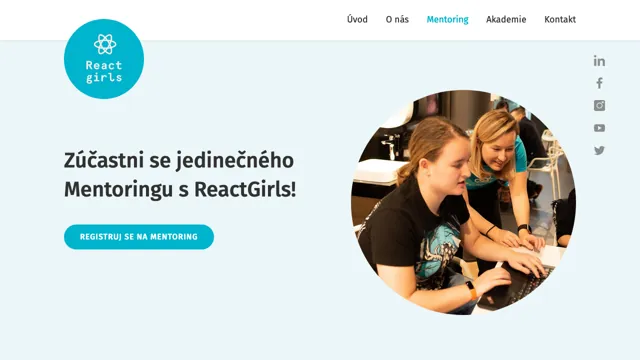 Úvod
O nás
Mentoring
Akademie
Kontakt
React
girls
Zúčastni se jedinečného
Mentoringu s ReactGirls!
REGISTRUJ SE NA MENTORING